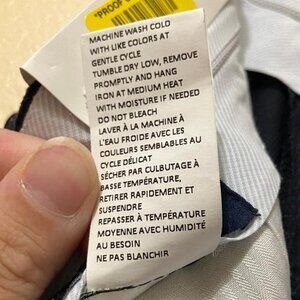 "PROOF
MACHINE WASH COLD
WITH LIKE COLORS AT
GENTLE CYCLE
TUMBLE DRY LOW, REMOVE
PROMPTLY AND HANG
IRON AT MEDIUM HEAT
WITH MOISTURE IF NEEDED
DO NOT BLEACH
LAVER À LA MACHINE À
L'EAU FROIDE AVEC LES
COULEURS SEMBLABLES AU
CYCLE DÉLICAT
SÉCHER PAR CULBUTAGE À
BASSE TEMPÉRATURE,
RETIRER RAPIDEMENT ET
SUSPENDRE
REPASSER À TEMPÉRATURE
MOYENNE AVEC HUMIDITÉ
AU BESOIN
NE PAS BLANCHIR